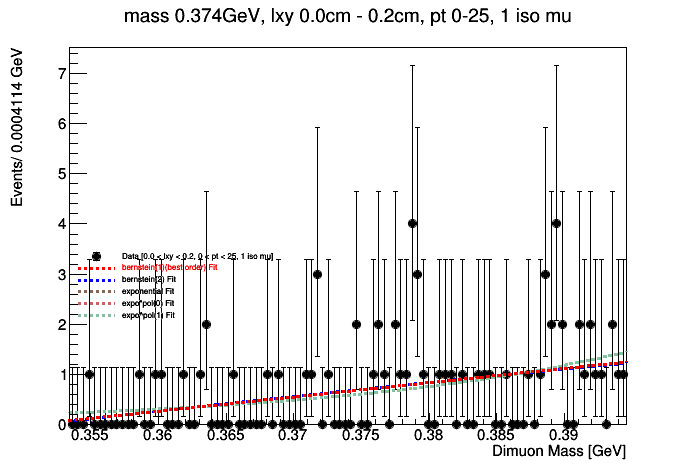 mass 0.374GeV, lxy 0.0cm - 0.2cm, pt 0-25, 1 iso mu
Events/ 0.0004114 GeV
7
6
5
4
3
2
1
0
Data [0.0 < lxy < 0.2, 0 < pt < 25, 1 iso mu]
bernstein(1)(best order) Fit
bernstein(2) Fit
exponential Fit
expo*pol(0) Fit
expo*pol(1) Fit
0.355 0.36 0.365 0.37 0.375 0.38 0.385 0.39
Dimuon Mass [GeV]